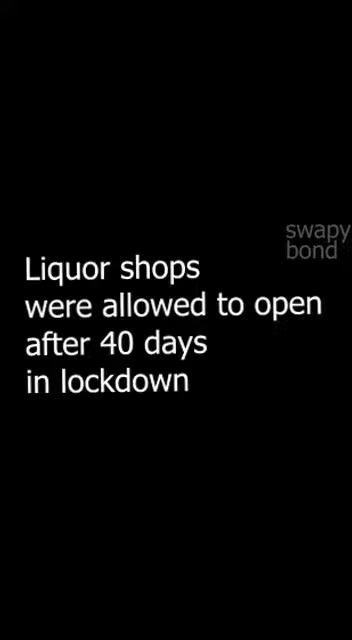 swapy
bond
Liquor shops
were allowed to open
after 40 days
in lockdown